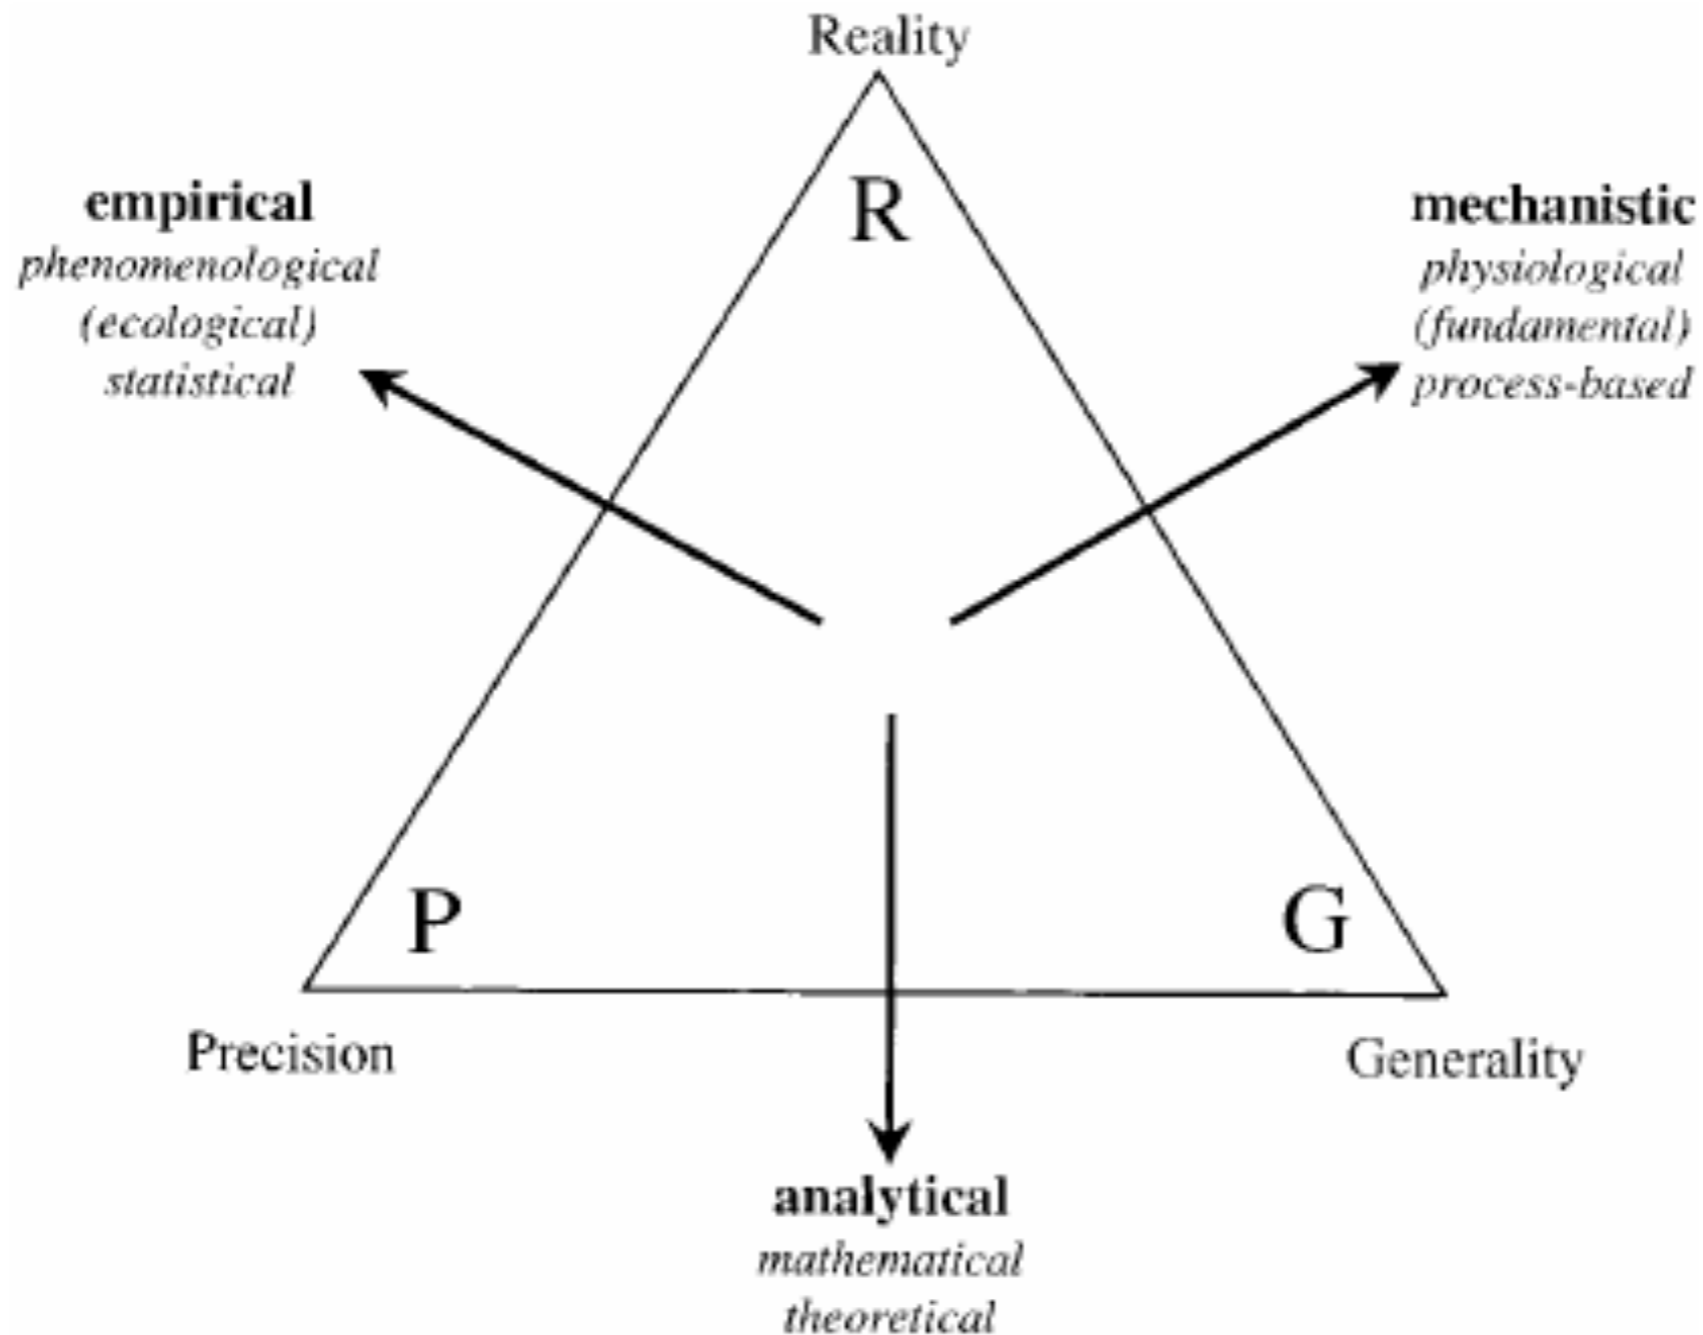 Reality
R
empirical
phenomenological
(ecological)
statistical
mechanistic
physiological
(fundamental)
process-based
P
G
Precision
Generality
analytical
mathematical
theoretical